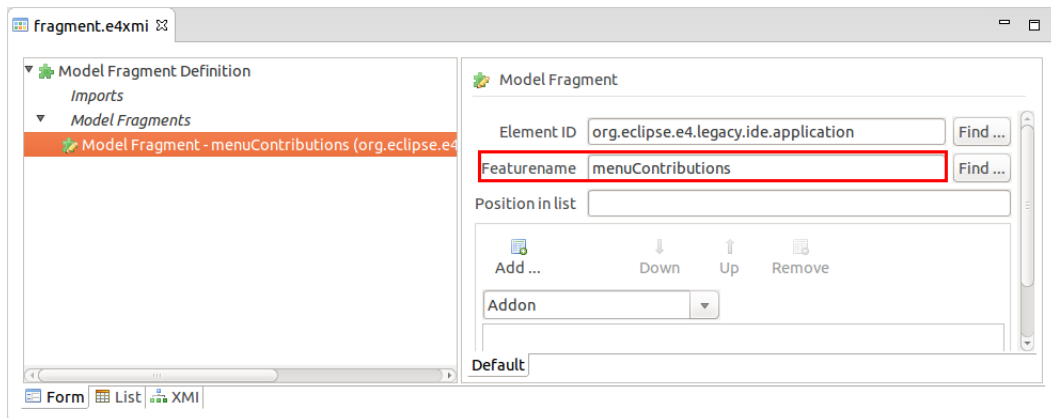 fragment.e4xmi
Model Fragment Definition
Imports
Model Fragments
Model Fragment - menuContributions (org.eclipse.e4
Model Fragment
Element ID org.eclipse.e4.legacy.ide.application Find ...
Featurename menuContributions Find ...
Position in list
Add ... Down Up Remove
Addon
Default
Form List XMI